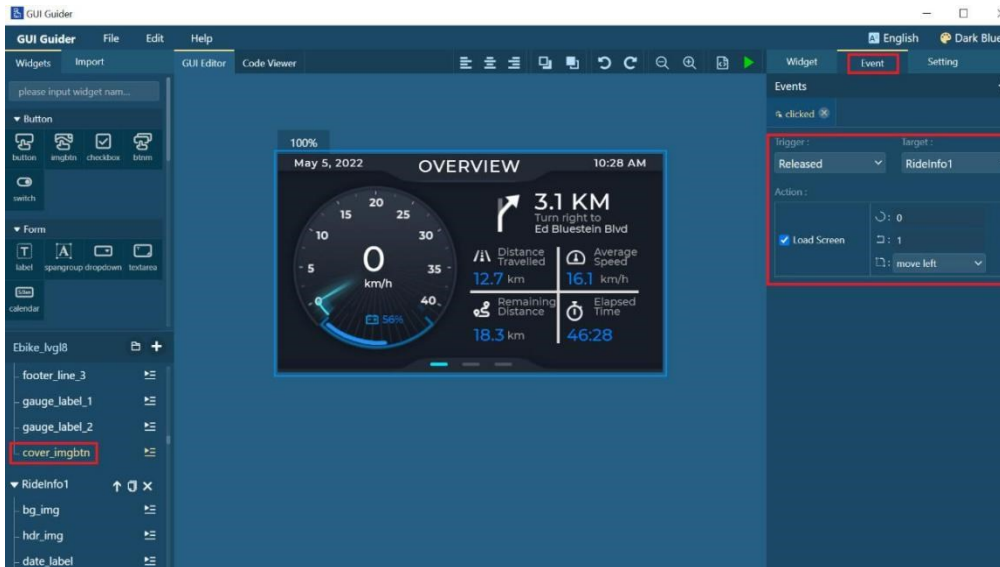 GUI Guider
GUI Guider File Edit Help English Dark Blue
Widgets Import GUI Editor Code Viewer Widget Event Setting
please input widget nam...
Events
▼ Button
clicked
button imgbtn checkbox btnm
switch
▼ Form
label spangroup dropdown textarea
calendar
Ebike_lvgl8
footer_line_3
gauge_label_1
gauge_label_2
cover_imgbtn
▼ RideInfo1
bg_img
hdr_img
date_label
100%
May 5, 2022 OVERVIEW 10:28 AM
0
5
10
15
20
25
30
35
40
0
km/h
56%
3.1 KM
Turn right to
Ed Bluestein Blvd
Distance
Travelled
12.7 km
Average
Speed
16.1 km/h
Remaining
Distance
18.3 km
Elapsed
Time
46:28
Trigger : Target :
Released RideInfo1
Action :
Load Screen
: 0
: 1
: move left